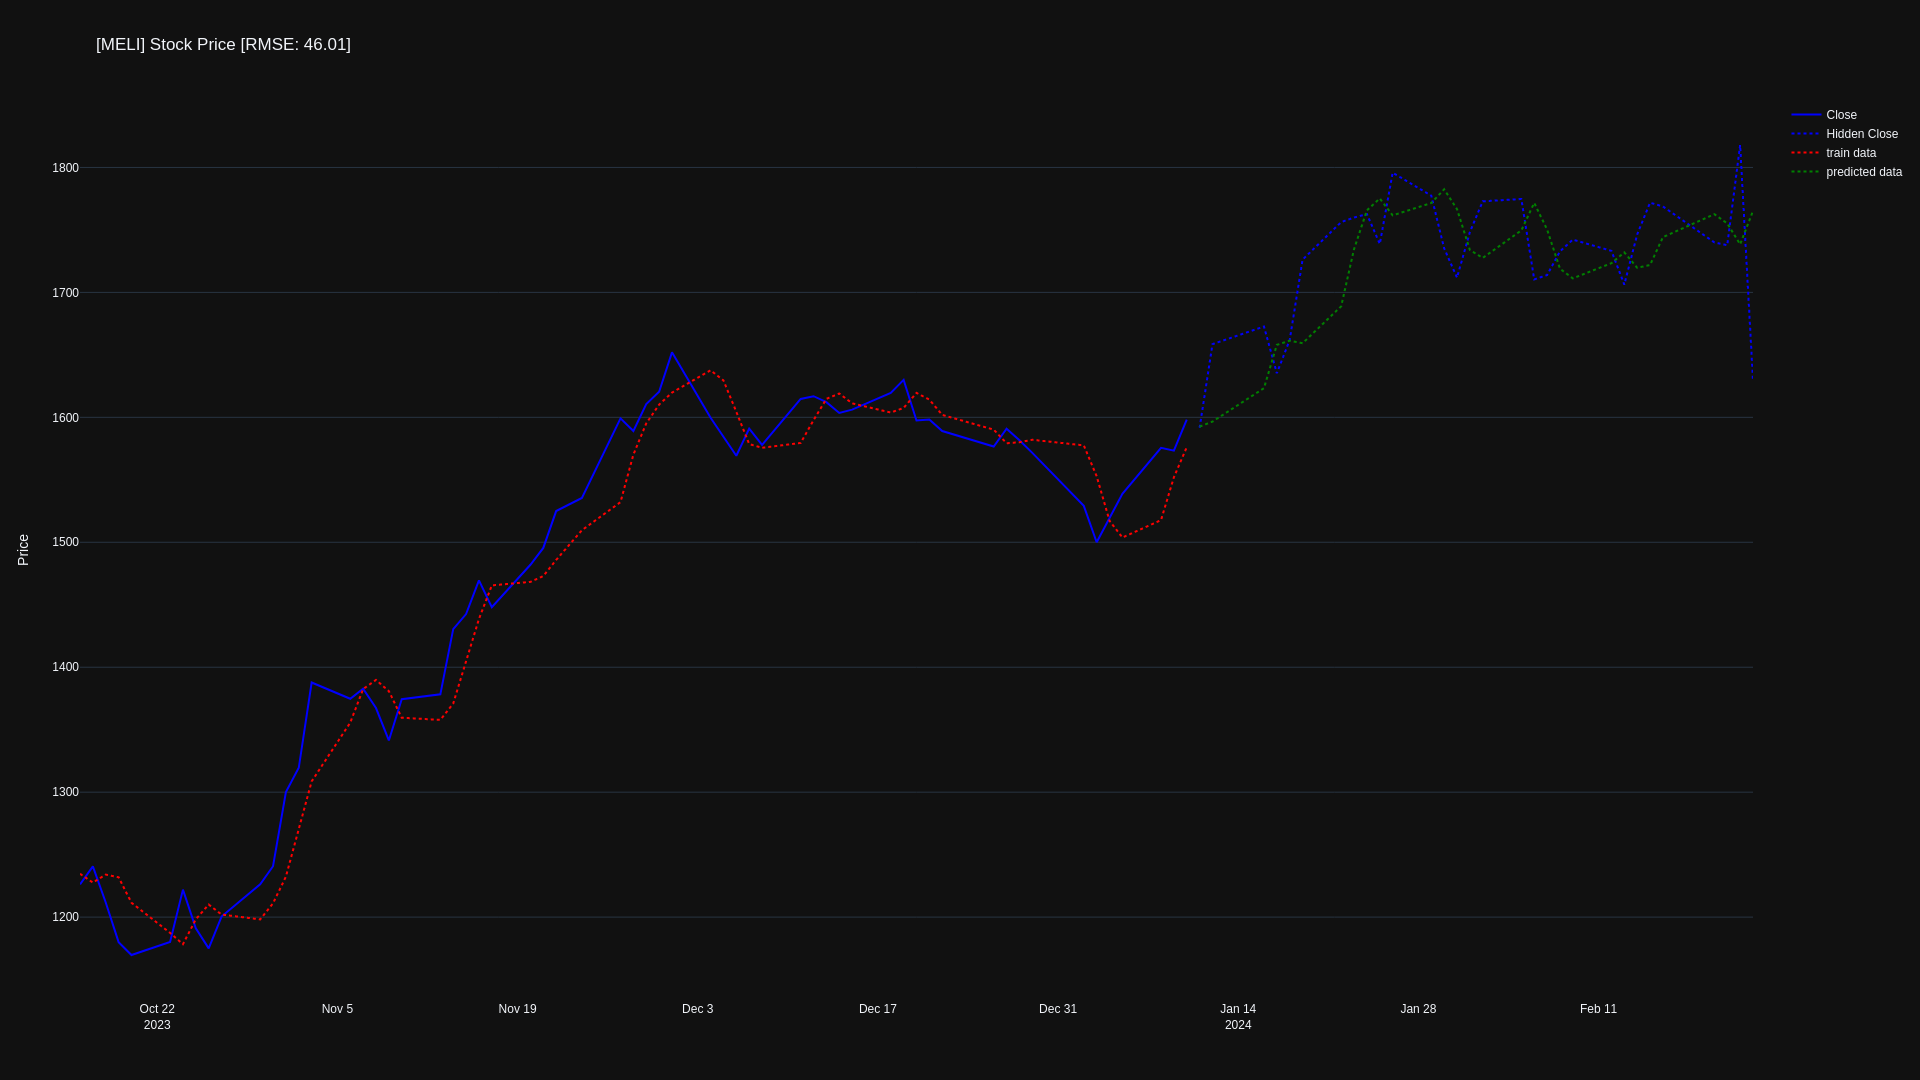 [MELI] Stock Price [RMSE: 46.01]
Close
Hidden Close
train data
predicted data
1800
1700
1600
1500
1400
1300
1200
Price
Oct 22
2023
Nov 5
Nov 19
Dec 3
Dec 17
Dec 31
Jan 14
2024
Jan 28
Feb 11